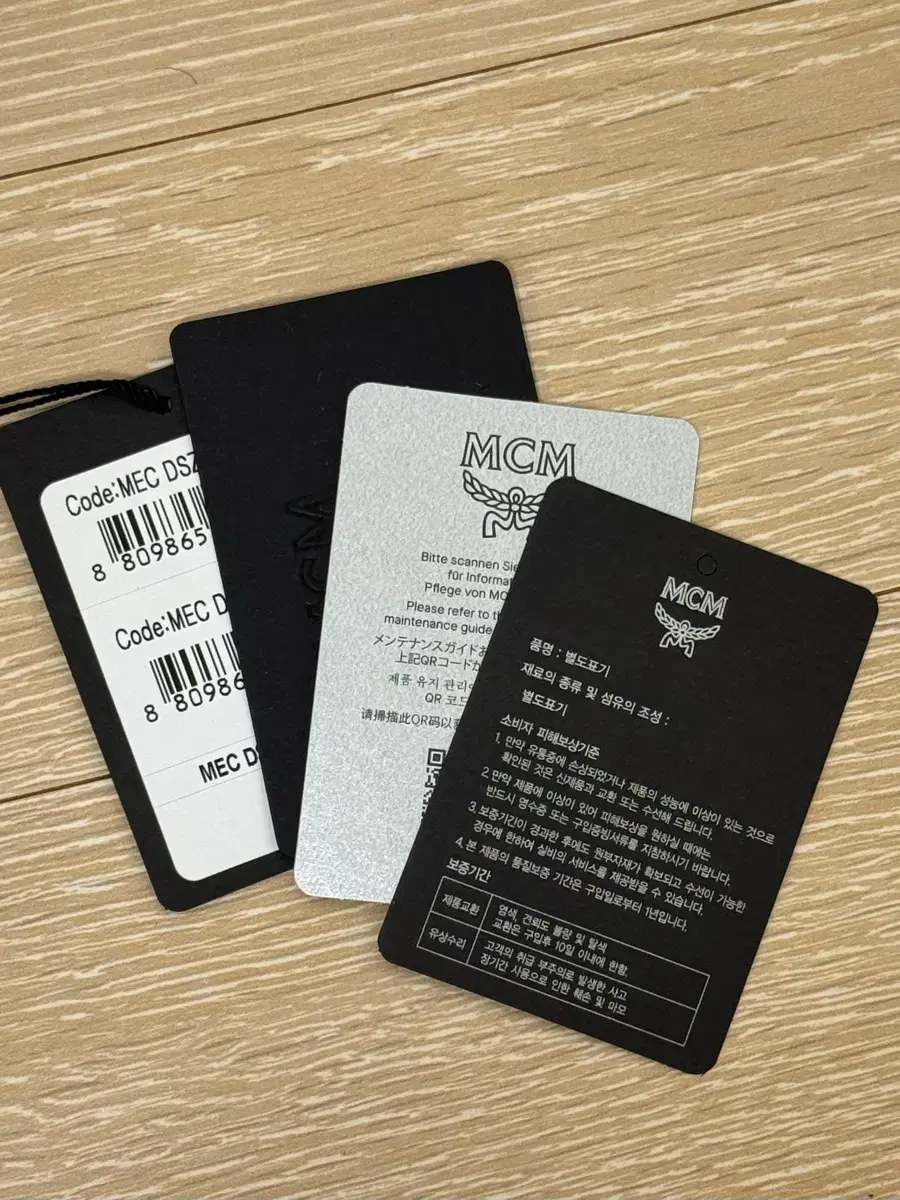 Code:MEC DSZ
8 809865
Code:MEC D
8 80986
MEC D
MCM
MCM
Bitte scannen Sie
für Informat
Pflege von MC
Please refer to th
maintenance guide
メンテナンスガイドお
上記QRコードか
제품 유지 관리
QR 코드
请掃描此QR码以
MCM
품명 : 별도표기
재료의 종류 및 섬유의 조성 :
별도표기
소비자 피해보상기준
1. 만약 유통중에 손상되었거나 제품의 성능에 이상이 있는 것으로
확인된 것은 신제품과 교환 또는 수선해 드립니다.
2 만약 제품에 이상이 있어 피해보상을 원하실 때에는
반드시 영수증 또는 구입증빙서류를 지참하시기 바랍니다.
3. 보증기간이 경과한 후에도 원부자재가 확보되고 수선이 가능한
경우에 한하여 실비의 서비스를 제공받을 수 있습니다.
4. 본 제품의 품질보증 기간은 구입일로부터 1년입니다.
보증기간
제품교환
염색, 견뢰도 불량 및 탈색
교환은 구입후 10일 이내에 한함.
유상수리
고객의 취급 부주의로 발생한 사고
장기간 사용으로 인한 훼손 및 마모